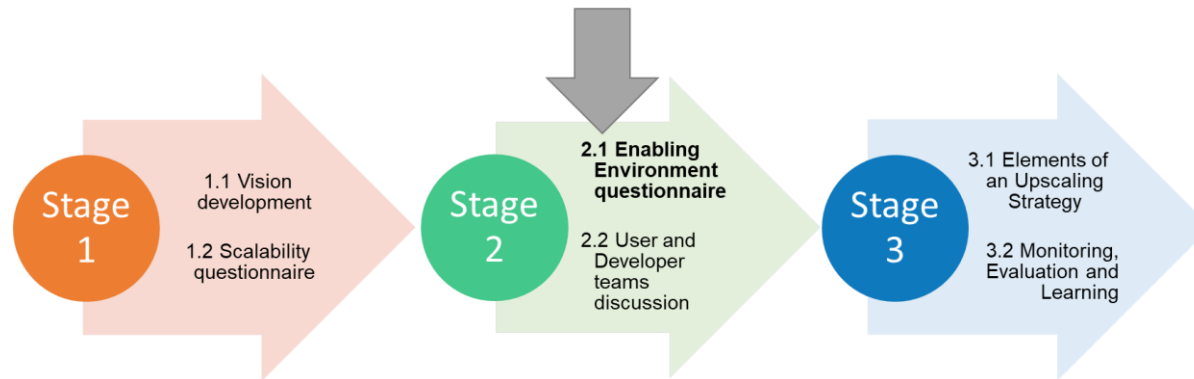 Stage
1
1.1 Vision
development
1.2 Scalability
questionnaire
Stage
2
2.1 Enabling
Environment
questionnaire
2.2 User and
Developer
teams
discussion
Stage
3
3.1 Elements of
an Upscaling
Strategy
3.2 Monitoring,
Evaluation and
Learning